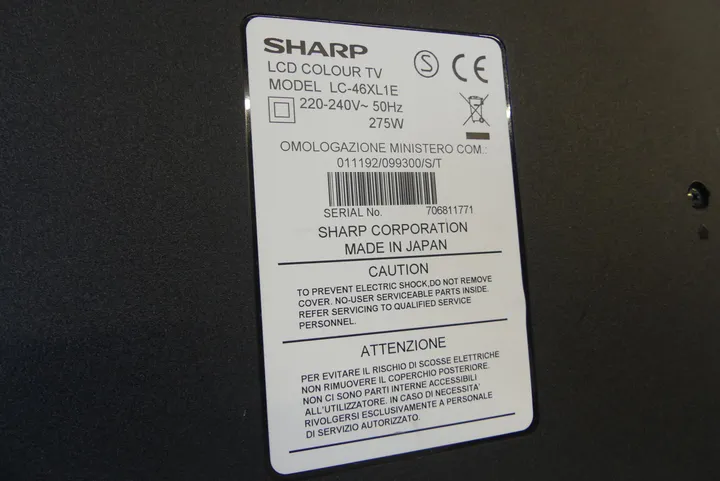 SHARP
LCD COLOUR TV
MODEL LC-46XL1E
220-240V~ 50Hz
275W
S
CE
OMOLOGAZIONE MINISTERO COM.:
011192/099300/S/T
SERIAL No. 706811771
SHARP CORPORATION
MADE IN JAPAN
CAUTION
TO PREVENT ELECTRIC SHOCK,DO NOT REMOVE
COVER. NO-USER SERVICEABLE PARTS INSIDE.
REFER SERVICING TO QUALIFIED SERVICE
PERSONNEL.
ATTENZIONE
PER EVITARE IL RISCHIO DI SCOSSE ELETTRICHE
NON RIMUOVERE IL COPERCHIO POSTERIORE.
NON CI SONO PARTI INTERNE ACCESSIBILI
ALL'UTILIZZATORE. IN CASO DI NECESSITA'
RIVOLGERSI ESCLUSIVAMENTE A PERSONALE
DI SERVIZIO AUTORIZZATO.